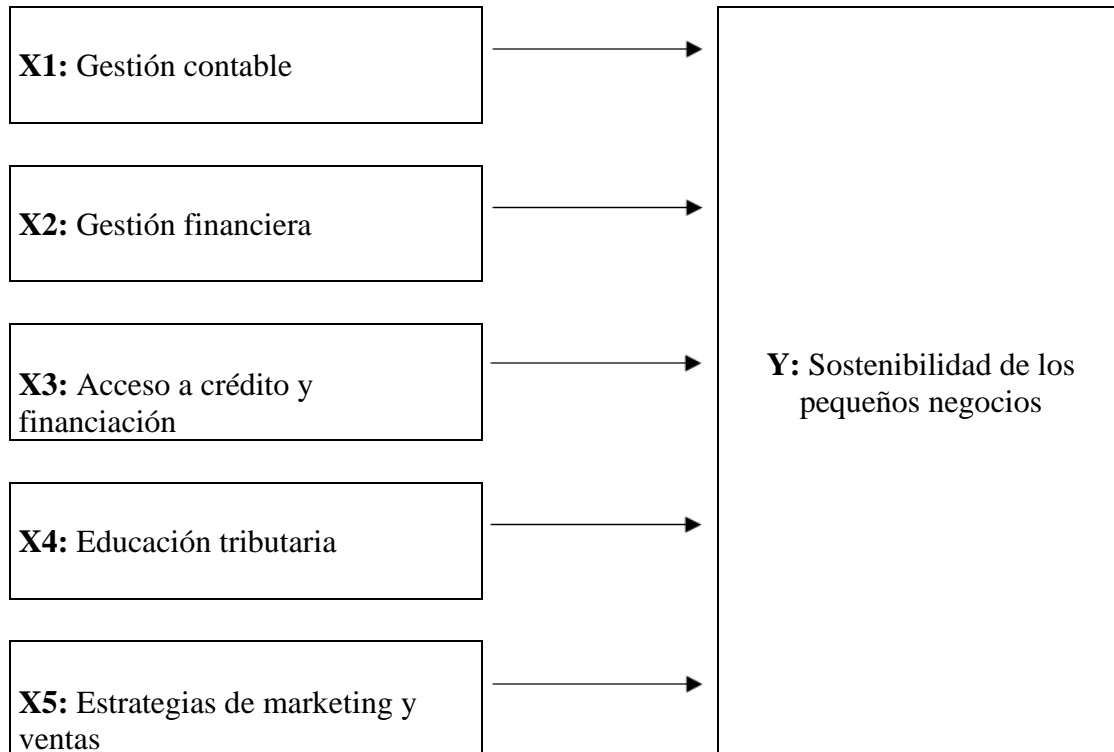 X1: Gestión contable
X2: Gestión financiera
X3: Acceso a crédito y
financiación
X4: Educación tributaria
X5: Estrategias de marketing y
ventas
Y: Sostenibilidad de los
pequeños negocios